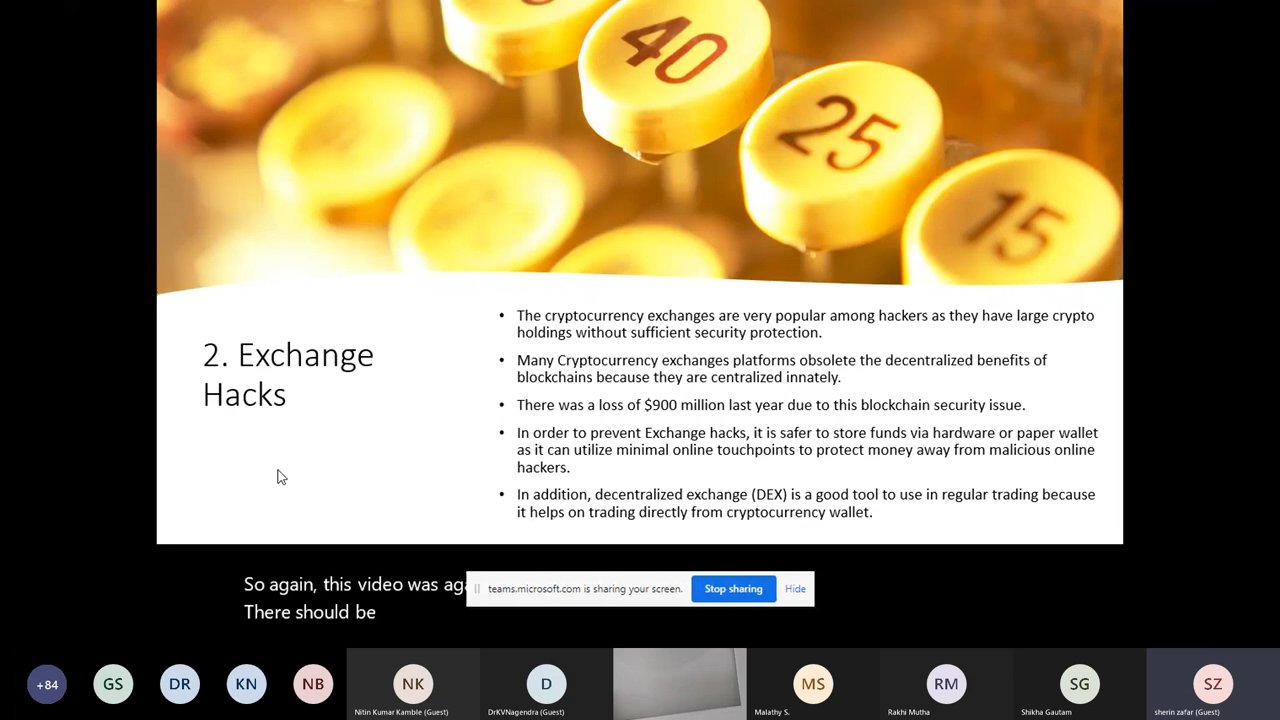 40
25
15
2. Exchange
Hacks
• The cryptocurrency exchanges are very popular among hackers as they have large crypto
holdings without sufficient security protection.
• Many Cryptocurrency exchanges platforms obsolete the decentralized benefits of
blockchains because they are centralized innately.
• There was a loss of $900 million last year due to this blockchain security issue.
• In order to prevent Exchange hacks, it is safer to store funds via hardware or paper wallet
as it can utilize minimal online touchpoints to protect money away from malicious online
hackers.
• In addition, decentralized exchange (DEX) is a good tool to use in regular trading because
it helps on trading directly from cryptocurrency wallet.
So again, this video was aga
There should be
teams.microsoft.com is sharing your screen.
Stop sharing
Hide
+84
GS
DR
KN
NB
NK
D
MS
RM
SG
SZ
Nitin Kumar Kamble (Guest)
DrKVNagendra (Guest)
Malathy S.
Rakhi Mutha
Shikha Gautam
sherin zafar (Guest)